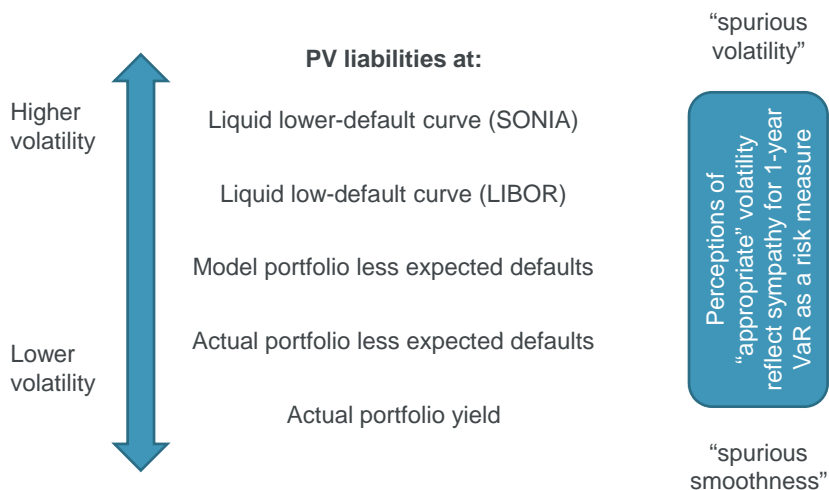 “spurious
volatility”
PV liabilities at:
Higher
volatility
Liquid lower-default curve (SONIA)
Liquid low-default curve (LIBOR)
Model portfolio less expected defaults
Actual portfolio less expected defaults
Lower
volatility
Actual portfolio yield
Perceptions of
“appropriate” volatility
reflect sympathy for 1-year
VaR as a risk measure
“spurious
smoothness”